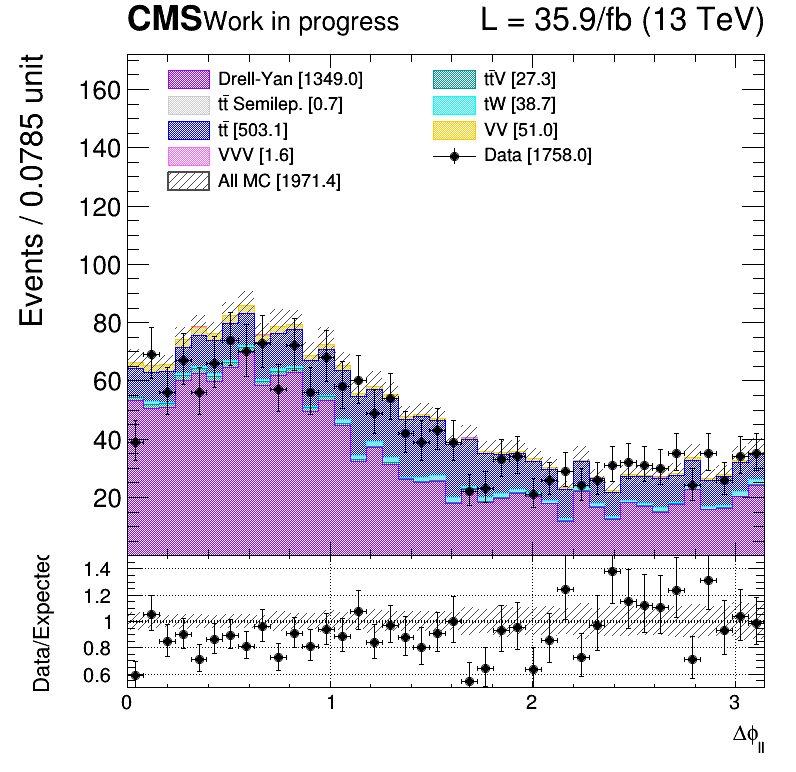 CMS Work in progress L = 35.9/fb (13 TeV)
Events / 0.0785 unit
Drell-Yan [1349.0]
tt̄ Semilep. [0.7]
tt̄ [503.1]
VVV [1.6]
All MC [1971.4]
tt̄V [27.3]
tW [38.7]
VV [51.0]
Data [1758.0]
160
140
120
100
80
60
40
20
Data/Expected
1.4
1.2
1
0.8
0.6
0 1 2 3
Δϕ_ll